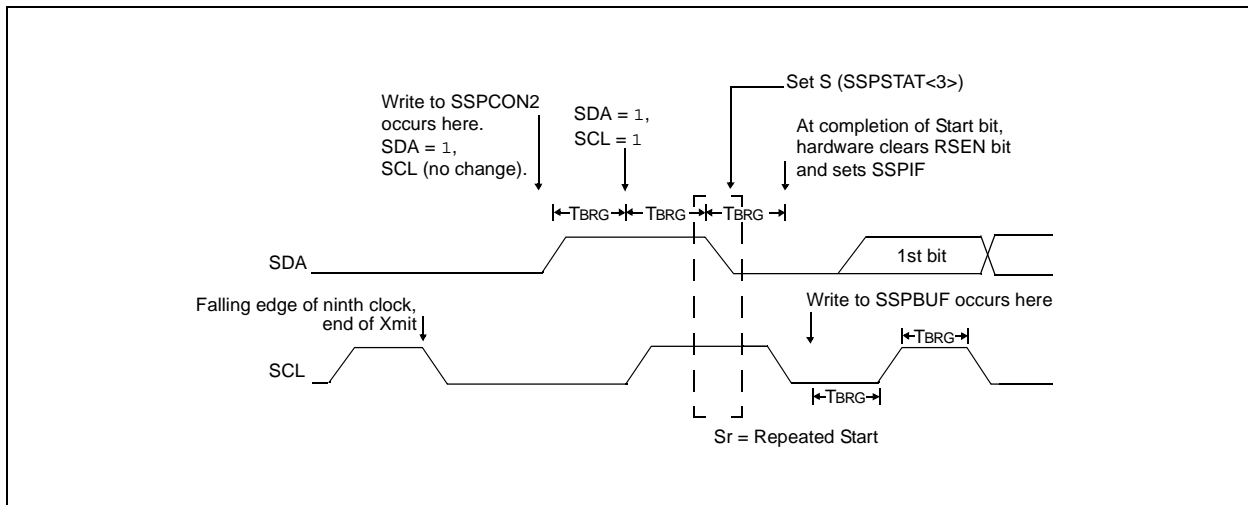 Set S (SSPSTAT<3>)
Write to SSPCON2
occurs here.
SDA = 1,
SCL (no change).
SDA = 1,
SCL = 1
At completion of Start bit,
hardware clears RSEN bit
and sets SSPIF
TBRG
TBRG
TBRG
SDA
1st bit
Falling edge of ninth clock,
end of Xmit
Write to SSPBUF occurs here
TBRG
SCL
TBRG
Sr = Repeated Start